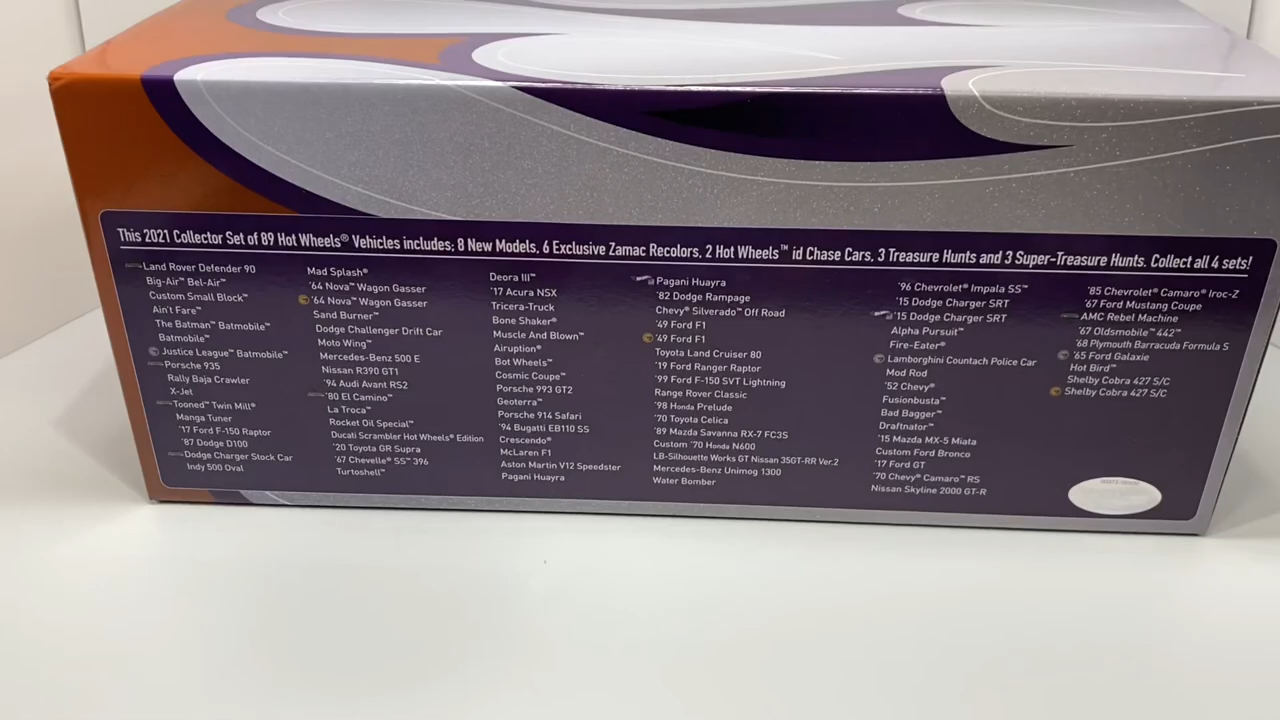 This 2021 Collector Set of 89 Hot Wheels® Vehicles includes; 8 New Models, 6 Exclusive Zamac Recolors, 2 Hot Wheels™ id Chase Cars, 3 Treasure Hunts and 3 Super-Treasure Hunts. Collect all 4 sets!
Land Rover Defender 90
Big-Air™ Bel-Air™
Custom Small Block™
Ain't Fare™
The Batman™ Batmobile™
Batmobile™
Justice League™ Batmobile™
Porsche 935
Rally Baja Crawler
X-Jet
Tooned™ Twin Mill®
Manga Tuner
'17 Ford F-150 Raptor
'87 Dodge D100
Dodge Charger Stock Car
Indy 500 Oval
Mad Splash®
'64 Nova™ Wagon Gasser
'64 Nova™ Wagon Gasser
Sand Burner™
Dodge Challenger Drift Car
Moto Wing™
Mercedes-Benz 500 E
Nissan R390 GT1
'94 Audi Avant RS2
'80 El Camino™
La Troca™
Rocket Oil Special™
Ducati Scrambler Hot Wheels® Edition
'20 Toyota GR Supra
'67 Chevelle® SS™ 396
Turtoshell™
Deora III™
'17 Acura NSX
Tricera-Truck
Bone Shaker®
Muscle And Blown™
Airuption®
Bot Wheels™
Cosmic Coupe™
Porsche 993 GT2
Geoterra™
Porsche 914 Safari
'94 Bugatti EB110 SS
Crescendo®
McLaren F1
Aston Martin V12 Speedster
Pagani Huayra
Pagani Huayra
'82 Dodge Rampage
Chevy® Silverado™ Off Road
'49 Ford F1
'49 Ford F1
Toyota Land Cruiser 80
'19 Ford Ranger Raptor
'99 Ford F-150 SVT Lightning
Range Rover Classic
'98 Honda Prelude
'70 Toyota Celica
'89 Mazda Savanna RX-7 FC3S
Custom '70 Honda N600
LB-Silhouette Works GT Nissan 35GT-RR Ver.2
Mercedes-Benz Unimog 1300
Water Bomber
'96 Chevrolet® Impala SS™
'15 Dodge Charger SRT
'15 Dodge Charger SRT
Alpha Pursuit™
Fire-Eater®
Lamborghini Countach Police Car
Mod Rod
'52 Chevy®
Fusionbusta™
Bad Bagger™
Draftnator™
'15 Mazda MX-5 Miata
Custom Ford Bronco
'17 Ford GT
'70 Chevy® Camaro™ RS
Nissan Skyline 2000 GT-R
'85 Chevrolet® Camaro® Iroc-Z
'67 Ford Mustang Coupe
AMC Rebel Machine
'67 Oldsmobile™ 442™
'68 Plymouth Barracuda Formula S
'65 Ford Galaxie
Hot Bird™
Shelby Cobra 427 S/C
Shelby Cobra 427 S/C